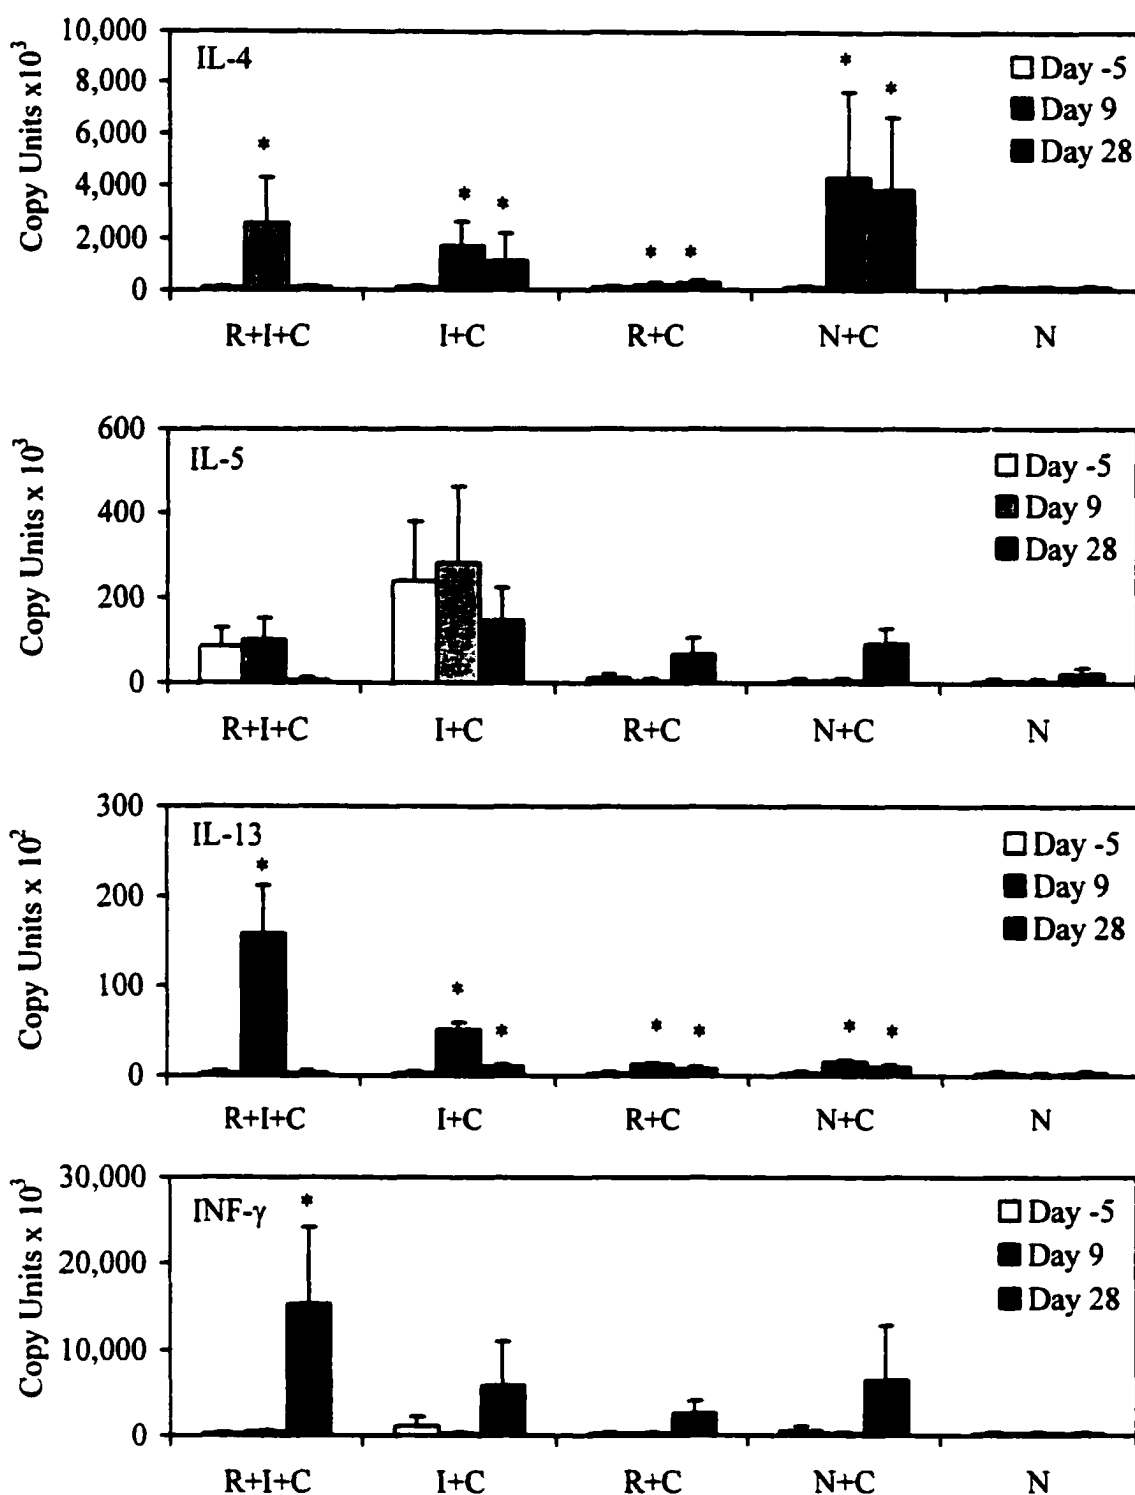 Copy Units x10³
10,000
8,000
6,000
4,000
2,000
0
IL-4
* * * * * * *
Day -5
Day 9
Day 28
R+I+C I+C R+C N+C N
Copy Units x 10³
600
400
200
0
IL-5
Day -5
Day 9
Day 28
R+I+C I+C R+C N+C N
Copy Units x 10²
300
200
100
0
IL-13
* * * * * * *
Day -5
Day 9
Day 28
R+I+C I+C R+C N+C N
Copy Units x 10³
30,000
20,000
10,000
0
INF-γ
*
Day -5
Day 9
Day 28
R+I+C I+C R+C N+C N